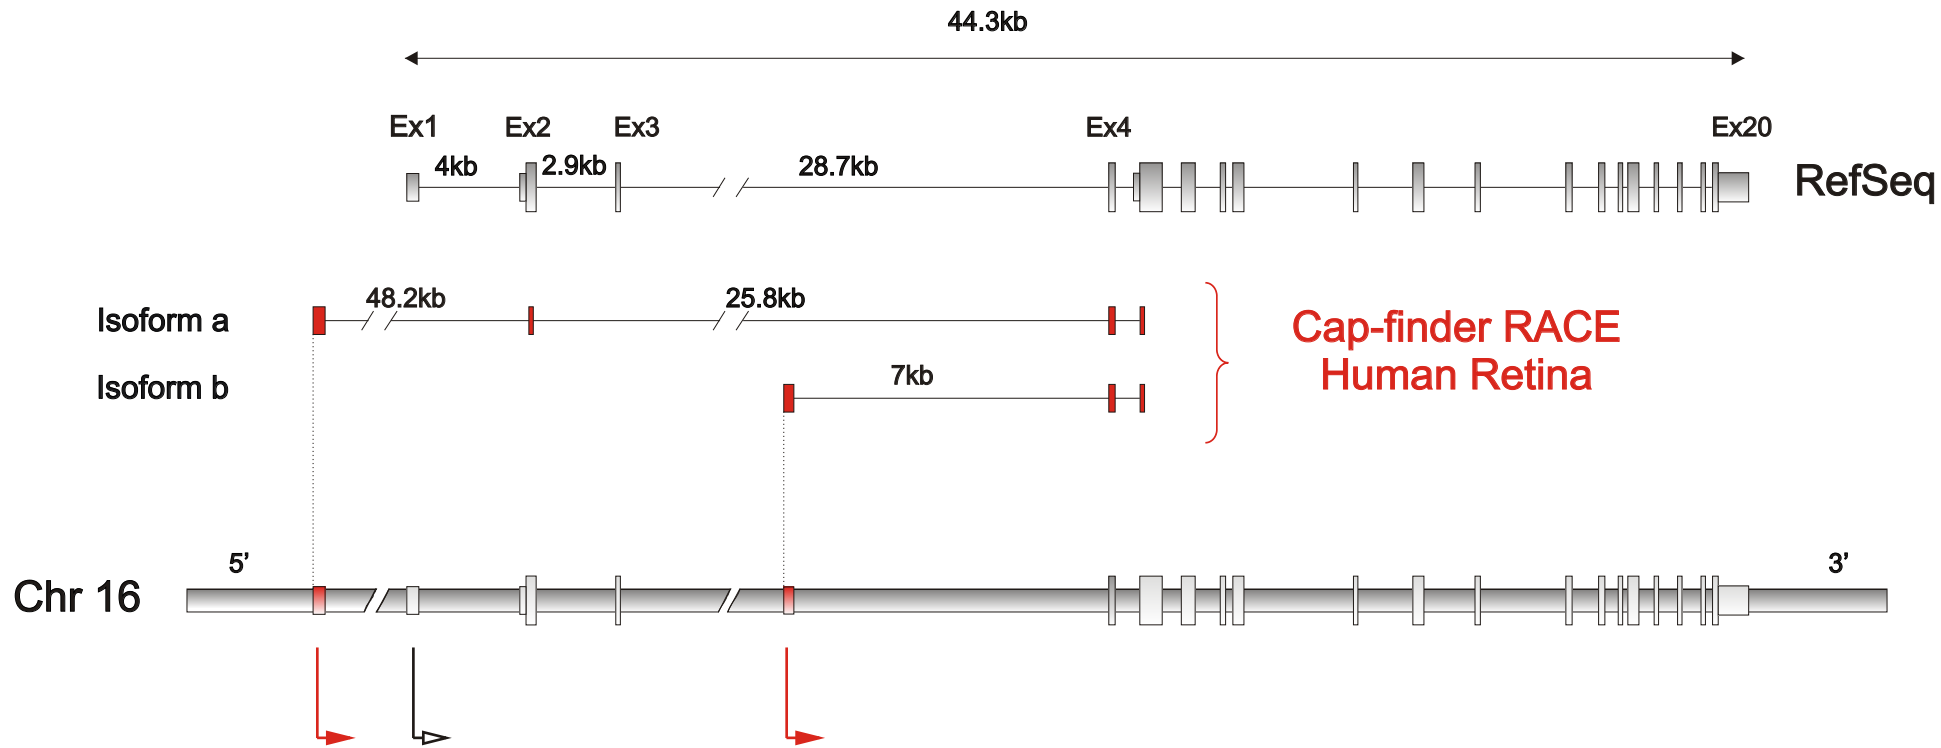 44.3kb
Ex1 Ex2 Ex3 Ex4 Ex20
4kb 2.9kb 28.7kb
RefSeq
48.2kb 25.8kb
Isoform a
Cap-finder RACE
Human Retina
7kb
Isoform b
5’ 3’
Chr 16